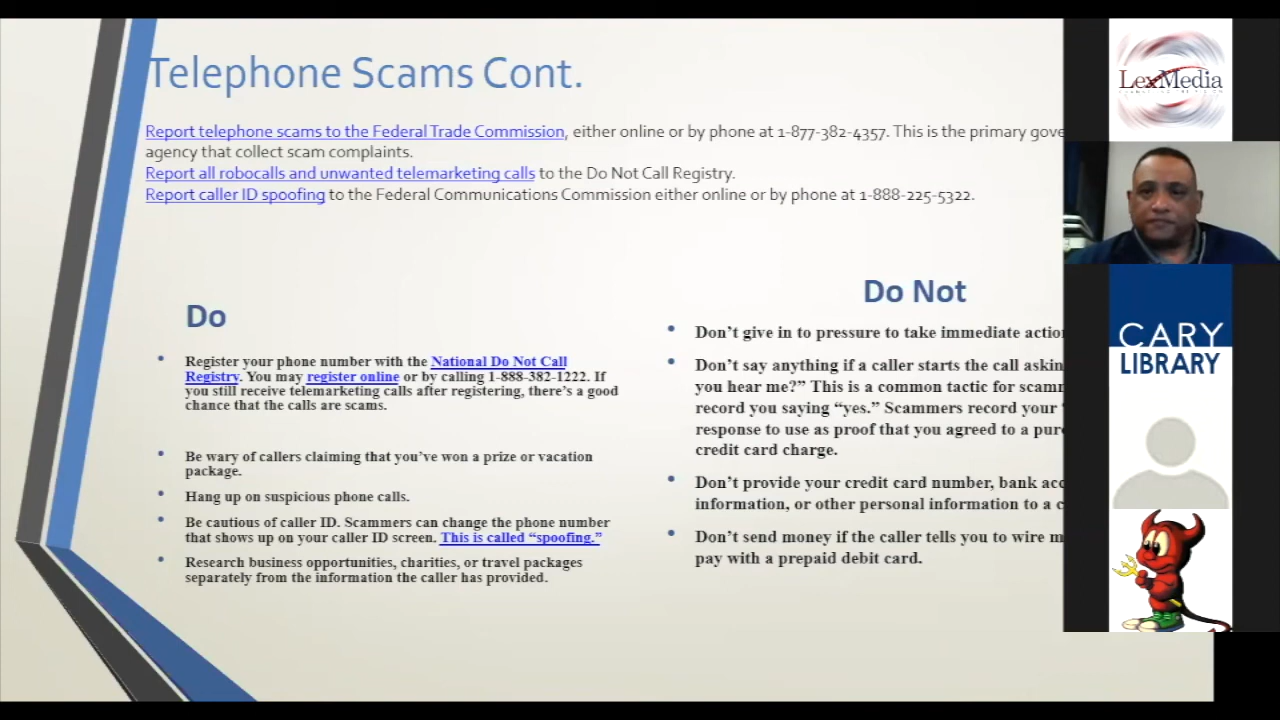 Telephone Scams Cont.
Report telephone scams to the Federal Trade Commission, either online or by phone at 1-877-382-4357. This is the primary
agency that collect scam complaints.
Report all robocalls and unwanted telemarketing calls to the Do Not Call Registry.
Report caller ID spoofing to the Federal Communications Commission either online or by phone at 1-888-225-5322.
Do
• Register your phone number with the National Do Not Call
Registry. You may register online or by calling 1-888-382-1222. If
you still receive telemarketing calls after registering, there's a good
chance that the calls are scams.
• Be wary of callers claiming that you've won a prize or vacation
package.
• Hang up on suspicious phone calls.
• Be cautious of caller ID. Scammers can change the phone number
that shows up on your caller ID screen. This is called “spoofing.”
• Research business opportunities, charities, or travel packages
separately from the information the caller has provided.
Do Not
• Don't give in to pressure to take immediate
• Don't say anything if a caller starts the call
you hear me?” This is a common tactic for
record you saying “yes.” Scammers record your
response to use as proof that you agreed to a
credit card charge.
• Don't provide your credit card number, bank
information, or other personal information to a
• Don't send money if the caller tells you to wire
pay with a prepaid debit card.
LexMedia
CARY
LIBRARY